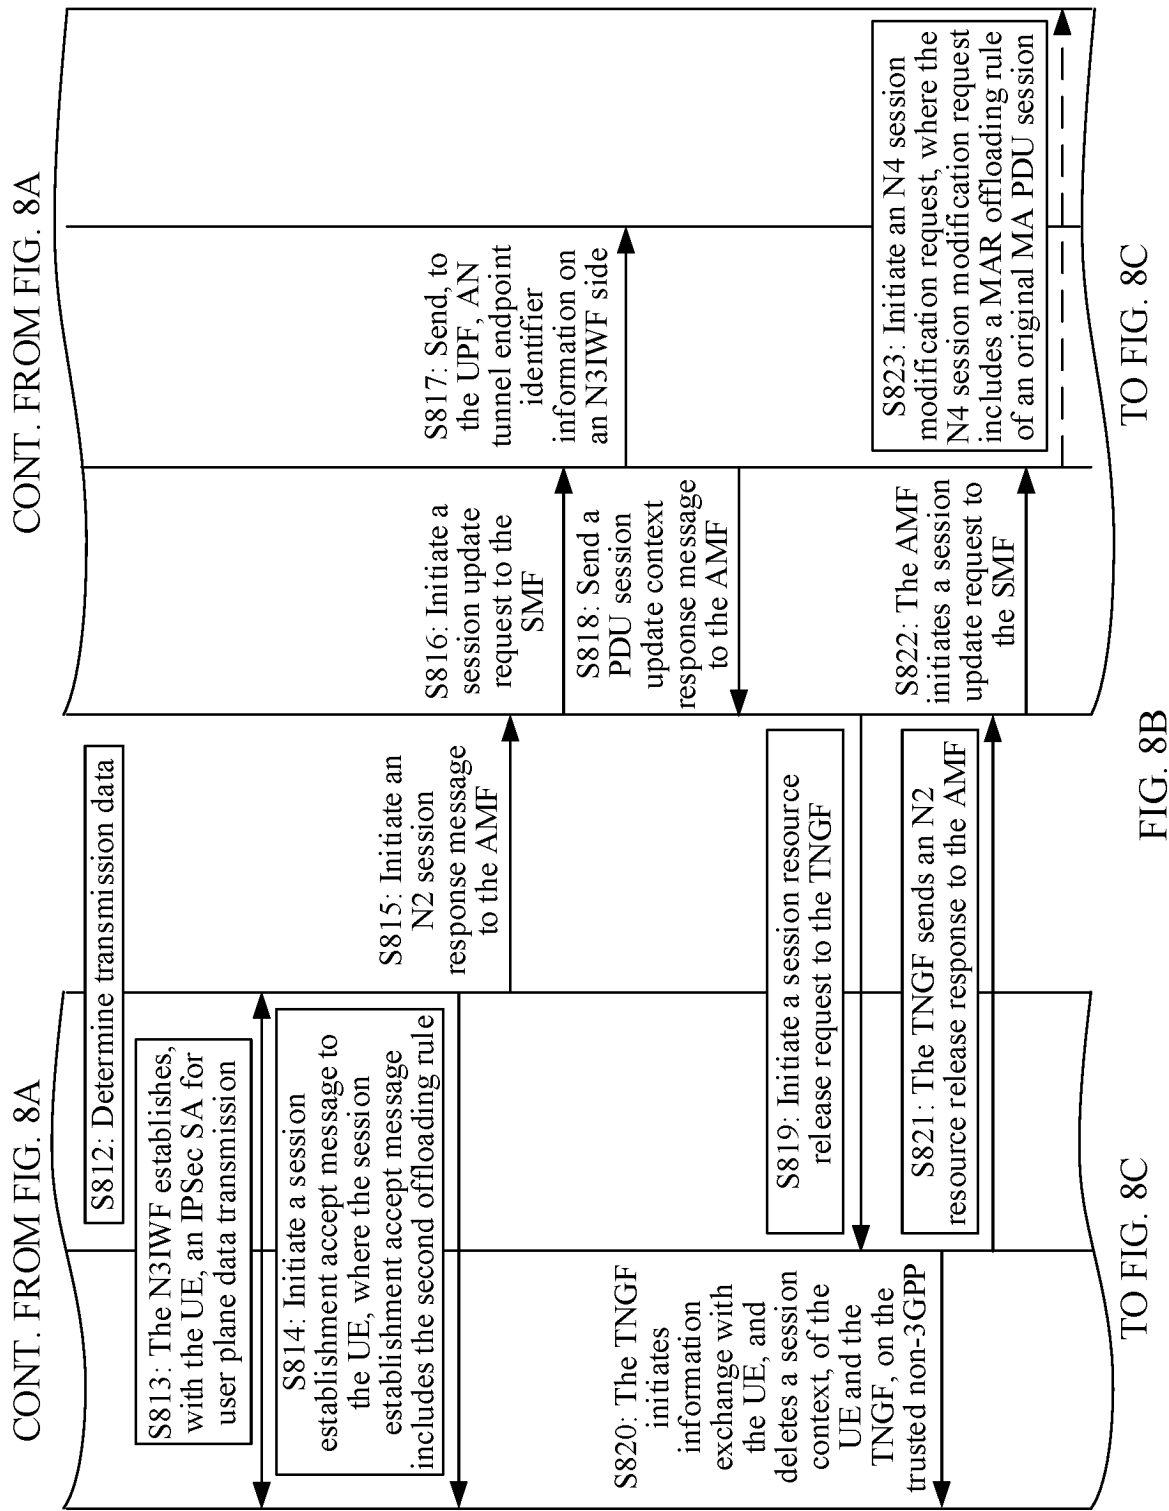 CONT. FROM FIG. 8A
CONT. FROM FIG. 8A
S812: Determine transmission data
S813: The N3IWF establishes,
with the UE, an IPSec SA for
user plane data transmission
S814: Initiate a session
establishment accept message to
the UE, where the session
establishment accept message
includes the second offloading rule
S815: Initiate an
N2 session
response message
to the AMF
S816: Initiate a
session update
request to the
SMF
S817: Send, to
the UPF, AN
tunnel endpoint
identifier
information on
an N3IWF side
S818: Send a
PDU session
update context
response message
to the AMF
S819: Initiate a session resource
release request to the TNGF
S820: The TNGF
initiates
information
exchange with
the UE, and
deletes a session
context, of the
UE and the
TNGF, on the
trusted non-3GPP
S821: The TNGF sends an N2
resource release response to the AMF
S822: The AMF
initiates a session
update request to
the SMF
S823: Initiate an N4 session
modification request, where the
N4 session modification request
includes a MAR offloading rule
of an original MA PDU session
TO FIG. 8C
TO FIG. 8C
FIG. 8B